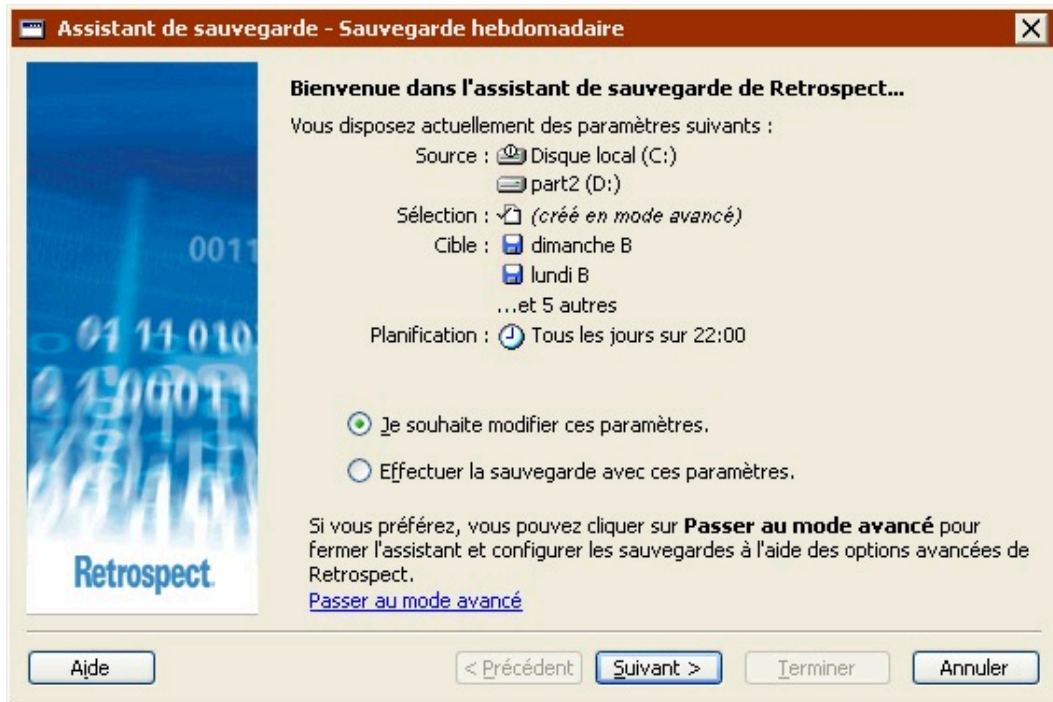 Assistant de sauvegarde - Sauvegarde hebdomadaire
Bienvenue dans l'assistant de sauvegarde de Retrospect...
Vous disposez actuellement des paramètres suivants :
Source : Disque local (C:)
part2 (D:)
Sélection : (créé en mode avancé)
Cible : dimanche B
lundi B
...et 5 autres
Planification : Tous les jours sur 22:00
Je souhaite modifier ces paramètres.
Effectuer la sauvegarde avec ces paramètres.
Si vous préférez, vous pouvez cliquer sur Passer au mode avancé pour
fermer l'assistant et configurer les sauvegardes à l'aide des options avancées de
Retrospect.
Passer au mode avancé
0011
01 11 010
Retrospect.
Aide
< Précédent
Suivant >
Terminer
Annuler